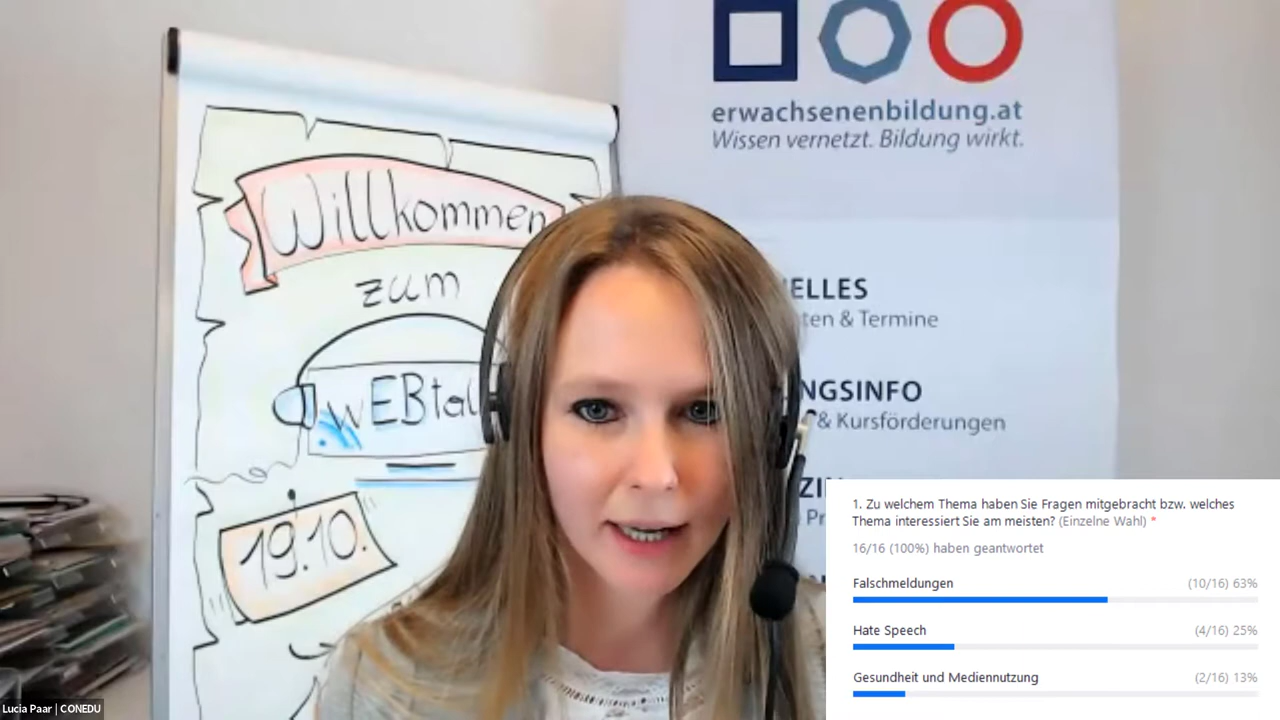 Willkommen
zum
wEBtal
19.10.
erwachsenenbildung.at
Wissen vernetzt. Bildung wirkt.
ELLES
ten & Termine
NGSINFO
& Kursförderungen
ZIN
Pr
1. Zu welchem Thema haben Sie Fragen mitgebracht bzw. welches
Thema interessiert Sie am meisten? (Einzelne Wahl) *
16/16 (100%) haben geantwortet
Falschmeldungen (10/16) 63%
Hate Speech (4/16) 25%
Gesundheit und Mediennutzung (2/16) 13%
Lucia Paar | CONEDU